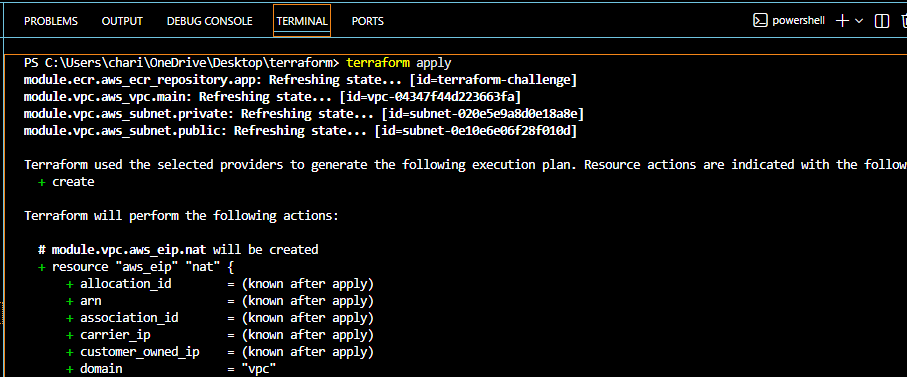 PROBLEMS OUTPUT DEBUG CONSOLE TERMINAL PORTS powershell
PS C:\Users\chari\OneDrive\Desktop\terraform> terraform apply
module.ecr.aws_ecr_repository.app: Refreshing state... [id=terraform-challenge]
module.vpc.aws_vpc.main: Refreshing state... [id=vpc-04347f44d223663fa]
module.vpc.aws_subnet.private: Refreshing state... [id=subnet-020e5e9a8d0e18a8e]
module.vpc.aws_subnet.public: Refreshing state... [id=subnet-0e10e6e06f28f010d]
Terraform used the selected providers to generate the following execution plan. Resource actions are indicated with the follow
+ create
Terraform will perform the following actions:
# module.vpc.aws_eip.nat will be created
+ resource "aws_eip" "nat" {
+ allocation_id = (known after apply)
+ arn = (known after apply)
+ association_id = (known after apply)
+ carrier_ip = (known after apply)
+ customer_owned_ip = (known after apply)
+ domain = "vpc"